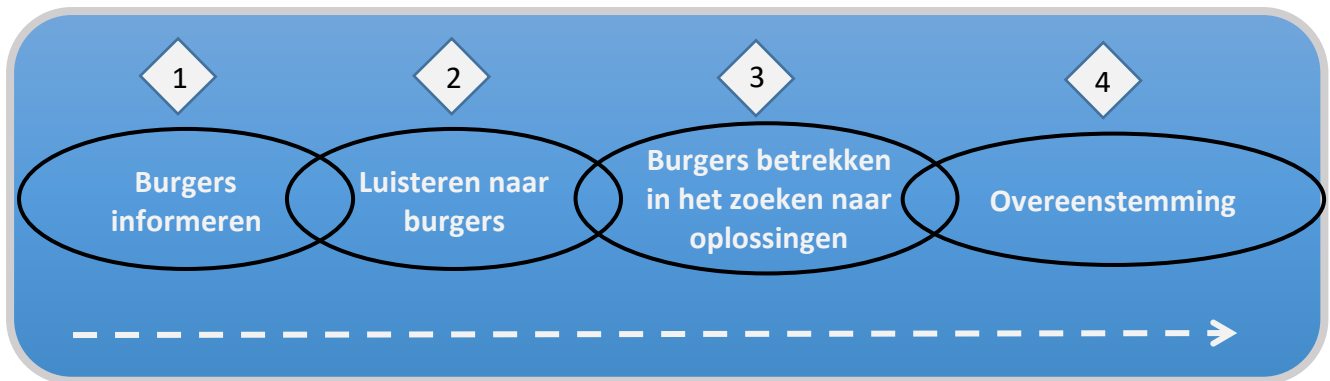 1
2
3
4
Burgers
informeren
Luisteren naar
burgers
Burgers betrekken
in het zoeken naar
oplossingen
Overeenstemming